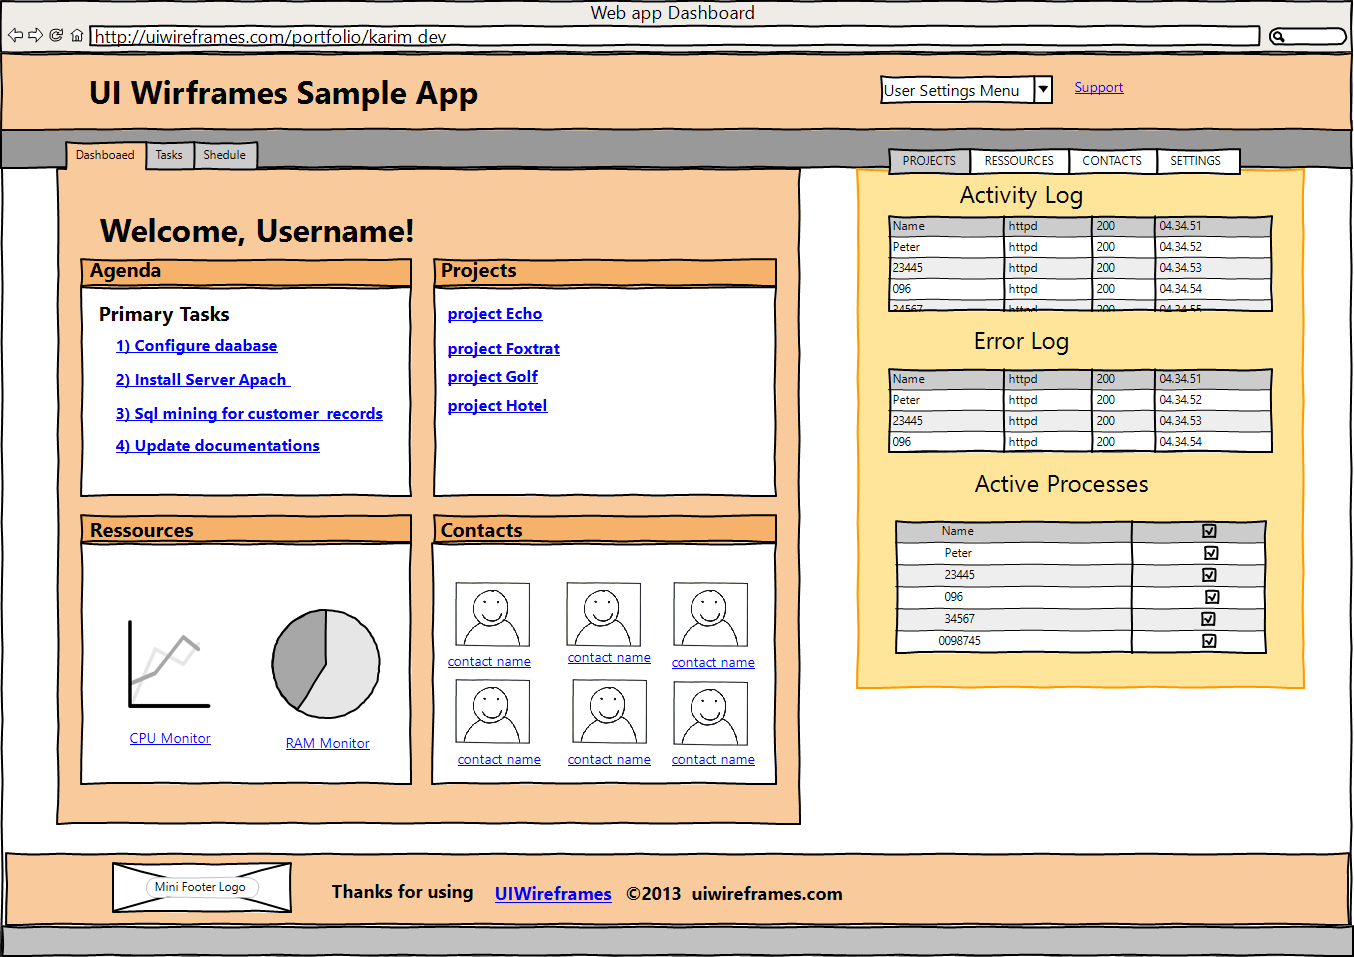 Web app Dashboard
http://uiwireframes.com/portfolio/karim dev
UI Wirframes Sample App
User Settings Menu
Support
Dashboaed Tasks Shedule
PROJECTS RESSOURCES CONTACTS SETTINGS
Welcome, Username!
Agenda
Primary Tasks
1) Configure daabase
2) Install Server Apach
3) Sql mining for customer records
4) Update documentations
Projects
project Echo
project Foxtrat
project Golf
project Hotel
Ressources
CPU Monitor
RAM Monitor
Contacts
contact name contact name contact name
contact name contact name contact name
Activity Log
Name httpd 200 04.34.51
Peter httpd 200 04.34.52
23445 httpd 200 04.34.53
096 httpd 200 04.34.54
34567 httpd 200 04.34.55
Error Log
Name httpd 200 04.34.51
Peter httpd 200 04.34.52
23445 httpd 200 04.34.53
096 httpd 200 04.34.54
Active Processes
Name
Peter
23445
096
34567
0098745
Mini Footer Logo
Thanks for using UIWireframes ©2013 uiwireframes.com